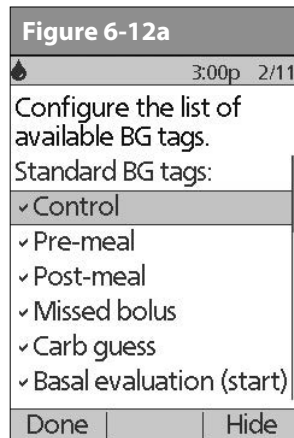 Figure 6-12a
3:00p 2/11
Configure the list of
available BG tags.
Standard BG tags:
Control
Pre-meal
Post-meal
Missed bolus
Carb guess
Basal evaluation (start)
Done Hide